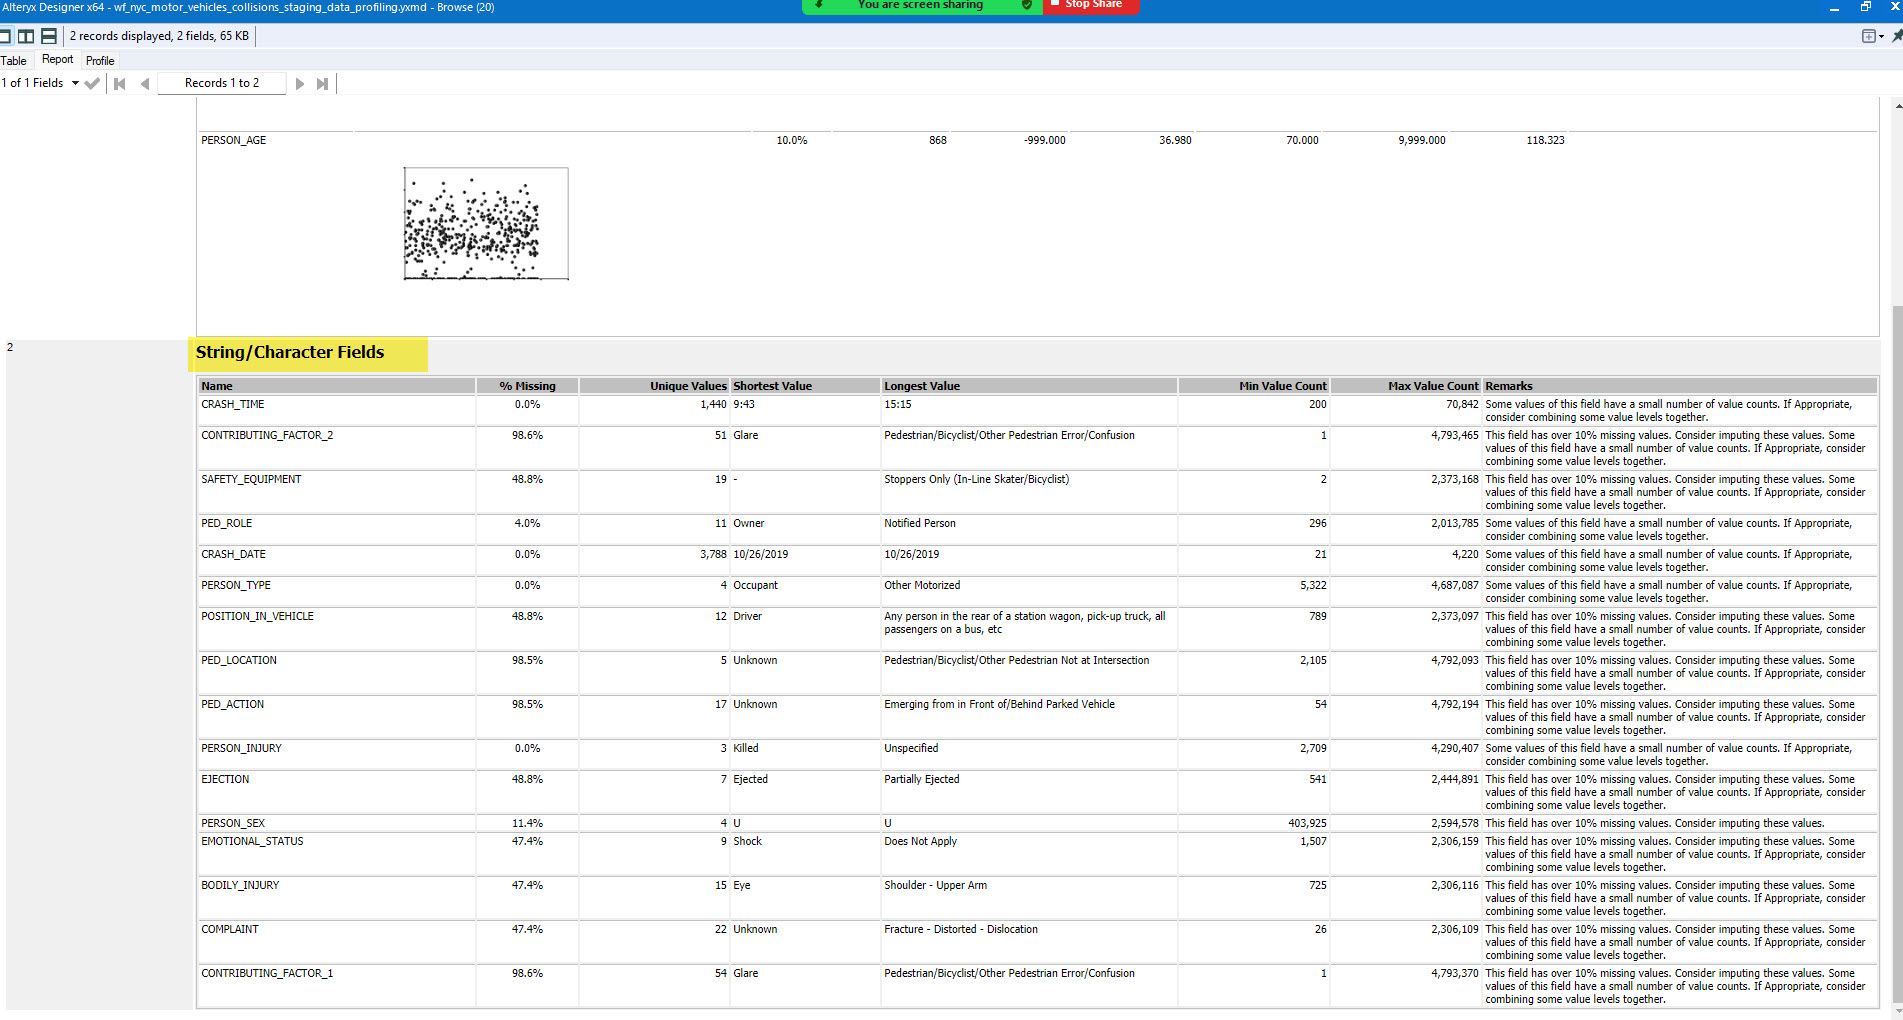 Alteryx Designer x64 - wf_nyc_motor_vehicles_collisions_staging_data_profiling.yxmd - Browse (20)
You are screen sharing
Stop Share
2 records displayed, 2 fields, 65 KB
Table Report Profile
1 of 1 Fields Records 1 to 2
PERSON_AGE 10.0% 868 -999.000 36.980 70.000 9,999.000 118.323
2
String/Character Fields
Name % Missing Unique Values Shortest Value Longest Value Min Value Count Max Value Count Remarks
CRASH_TIME 0.0% 1,440 9:43 15:15 200 70,842 Some values of this field have a small number of value counts. If Appropriate,
consider combining some value levels together.
CONTRIBUTING_FACTOR_2 98.6% 51 Glare Pedestrian/Bicyclist/Other Pedestrian Error/Confusion 1 4,793,465 This field has over 10% missing values. Consider imputing these values. Some
values of this field have a small number of value counts. If Appropriate, consider
combining some value levels together.
SAFETY_EQUIPMENT 48.8% 19 - Stoppers Only (In-Line Skater/Bicyclist) 2 2,373,168 This field has over 10% missing values. Consider imputing these values. Some
values of this field have a small number of value counts. If Appropriate, consider
combining some value levels together.
PED_ROLE 4.0% 11 Owner Notified Person 296 2,013,785 Some values of this field have a small number of value counts. If Appropriate,
consider combining some value levels together.
CRASH_DATE 0.0% 3,788 10/26/2019 10/26/2019 21 4,220 Some values of this field have a small number of value counts. If Appropriate,
consider combining some value levels together.
PERSON_TYPE 0.0% 4 Occupant Other Motorized 5,322 4,687,087 Some values of this field have a small number of value counts. If Appropriate,
consider combining some value levels together.
POSITION_IN_VEHICLE 48.8% 12 Driver Any person in the rear of a station wagon, pick-up truck, all 789 2,373,097 This field has over 10% missing values. Consider imputing these values. Some
passengers on a bus, etc values of this field have a small number of value counts. If Appropriate, consider
combining some value levels together.
PED_LOCATION 98.5% 5 Unknown Pedestrian/Bicyclist/Other Pedestrian Not at Intersection 2,105 4,792,093 This field has over 10% missing values. Consider imputing these values. Some
values of this field have a small number of value counts. If Appropriate, consider
combining some value levels together.
PED_ACTION 98.5% 17 Unknown Emerging from in Front of/Behind Parked Vehicle 54 4,792,194 This field has over 10% missing values. Consider imputing these values. Some
values of this field have a small number of value counts. If Appropriate, consider
combining some value levels together.
PERSON_INJURY 0.0% 3 Killed Unspecified 2,709 4,290,407 Some values of this field have a small number of value counts. If Appropriate,
consider combining some value levels together.
EJECTION 48.8% 7 Ejected Partially Ejected 541 2,444,891 This field has over 10% missing values. Consider imputing these values. Some
values of this field have a small number of value counts. If Appropriate, consider
combining some value levels together.
PERSON_SEX 11.4% 4 U U 403,925 2,594,578 This field has over 10% missing values. Consider imputing these values.
EMOTIONAL_STATUS 47.4% 9 Shock Does Not Apply 1,507 2,306,159 This field has over 10% missing values. Consider imputing these values. Some
values of this field have a small number of value counts. If Appropriate, consider
combining some value levels together.
BODILY_INJURY 47.4% 15 Eye Shoulder - Upper Arm 725 2,306,116 This field has over 10% missing values. Consider imputing these values. Some
values of this field have a small number of value counts. If Appropriate, consider
combining some value levels together.
COMPLAINT 47.4% 22 Unknown Fracture - Distorted - Dislocation 26 2,306,109 This field has over 10% missing values. Consider imputing these values. Some
values of this field have a small number of value counts. If Appropriate, consider
combining some value levels together.
CONTRIBUTING_FACTOR_1 98.6% 54 Glare Pedestrian/Bicyclist/Other Pedestrian Error/Confusion 1 4,793,370 This field has over 10% missing values. Consider imputing these values. Some
values of this field have a small number of value counts. If Appropriate, consider
combining some value levels together.